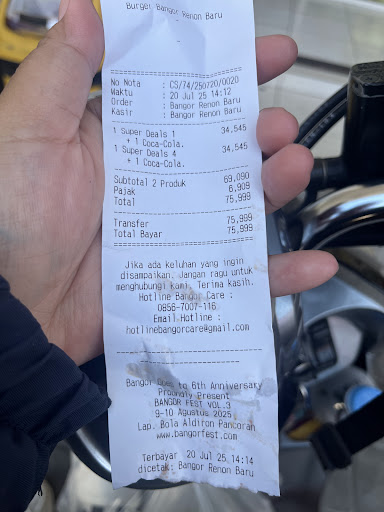 Burger Bangor Renon Baru
-
-
No Nota : CS/74/250720/0020
Waktu : 20 Jul 25 14:12
Order : Bangor Renon Baru
Kasir : Bangor Renon Baru
1 Super Deals 1 34,545
+ 1 Coca-Cola.
1 Super Deals 4 34,545
+ 1 Coca-Cola.
Subtotal 2 Produk 69,090
Pajak 6,909
Total 75,999
Transfer 75,999
Total Bayar 75,999
Jika ada keluhan yang ingin
disampaikan. Jangan ragu untuk
menghubungi kami. Terima kasih.
Hotline Bangor Care :
0856-7007-116
Email Hotline :
hotlinebangorcare@gmail.com
Bangor Goes to 6th Anniversaky
Proundly Present
BANGOR FEST VOL.3
9-10 Agustus 2025
Lap. Bola Aldiron Pancoran
www.bangorfest.com
Terbayar 20 Jul 25 14:14
dicetak: Bangor Renon Baru